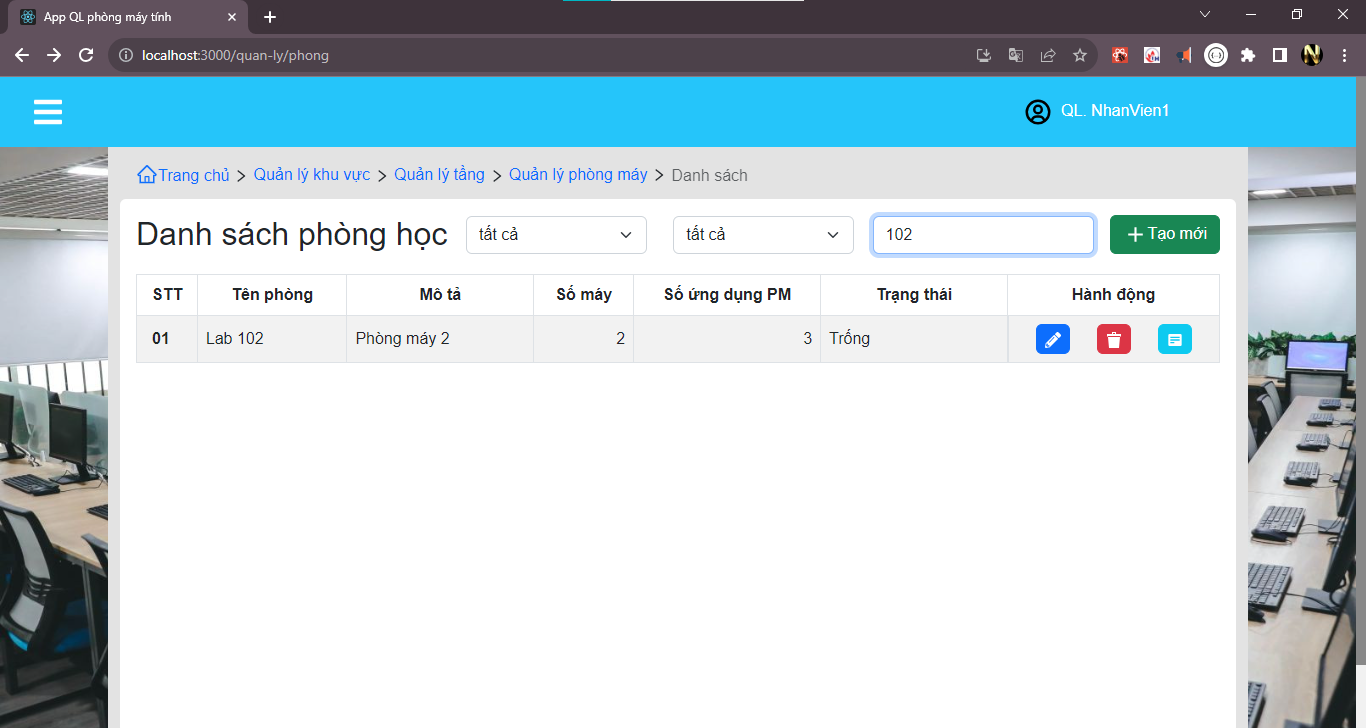 App QL phòng máy tính
localhost:3000/quan-ly/phong
QL. NhanVien1
Trang chủ > Quản lý khu vực > Quản lý tầng > Quản lý phòng máy > Danh sách
Danh sách phòng học tất cả tất cả 102 + Tạo mới
STT Tên phòng Mô tả Số máy Số ứng dụng PM Trạng thái Hành động
01 Lab 102 Phòng máy 2 2 3 Trống